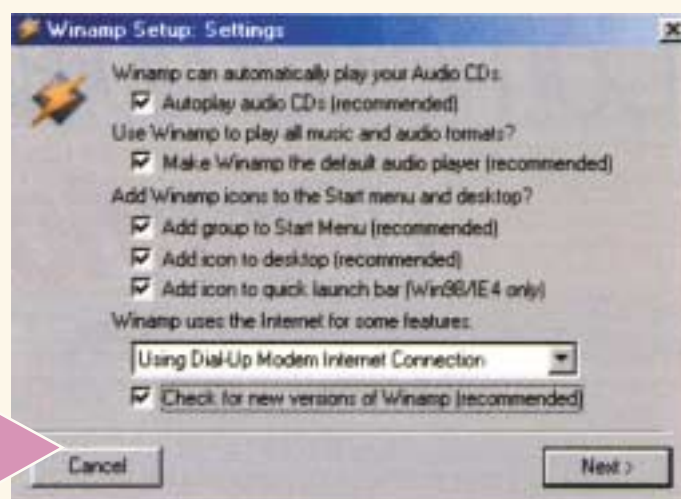 Winamp Setup: Settings
Winamp can automatically play your Audio CDs.
Autoplay audio CDs (recommended)
Use Winamp to play all music and audio formats?
Make Winamp the default audio player (recommended)
Add Winamp icons to the Start menu and desktop?
Add group to Start Menu (recommended)
Add icon to desktop (recommended)
Add icon to quick launch bar (Win98/IE4 only)
Winamp uses the Internet for some features.
Using Dial-Up Modem Internet Connection
Check for new versions of Winamp (recommended)
Cancel
Next >